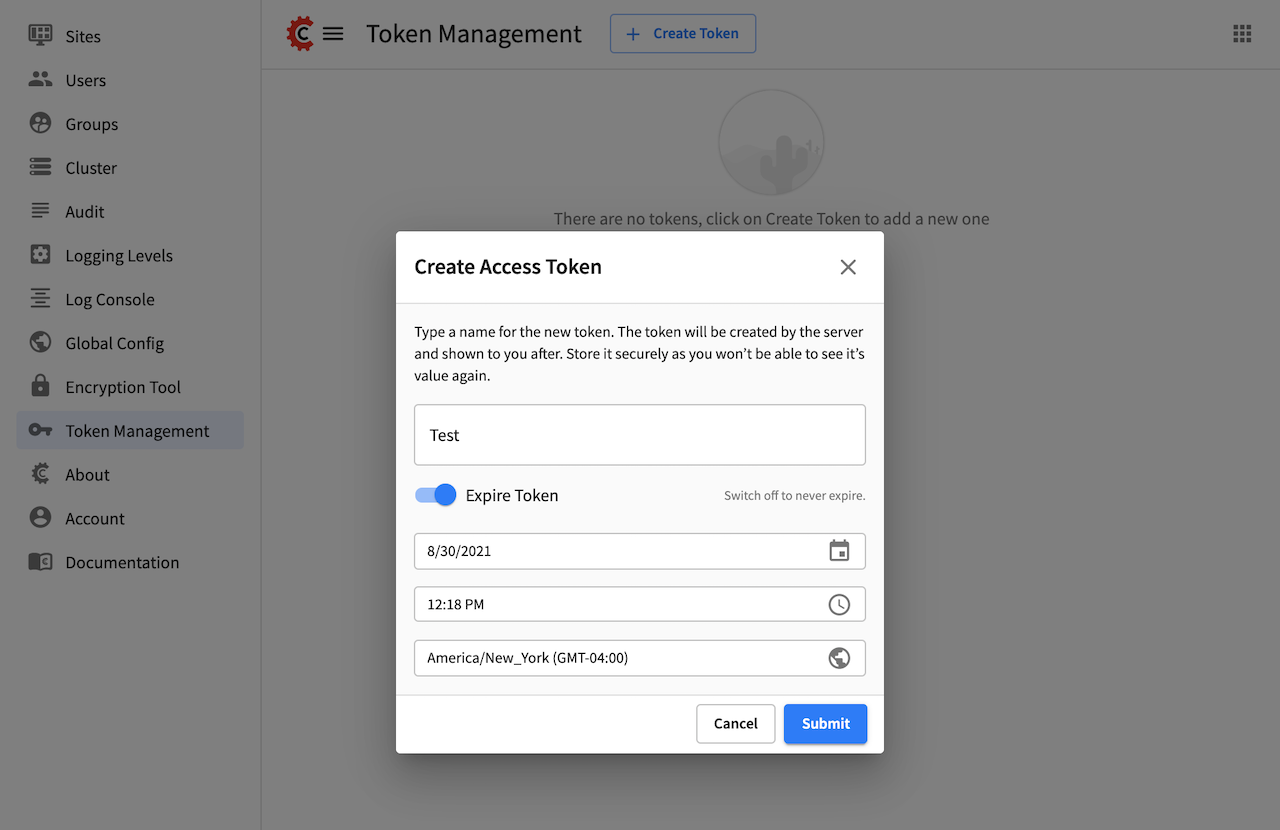 Sites
Users
Groups
Cluster
Audit
Logging Levels
Log Console
Global Config
Encryption Tool
Token Management
About
Account
Documentation
Token Management
Create Token
There are no tokens, click on Create Token to add a new one
Create Access Token
Type a name for the new token. The token will be created by the server
and shown to you after. Store it securely as you won’t be able to see it’s
value again.
Test
Expire Token
Switch off to never expire.
8/30/2021
12:18 PM
America/New_York (GMT-04:00)
Cancel
Submit